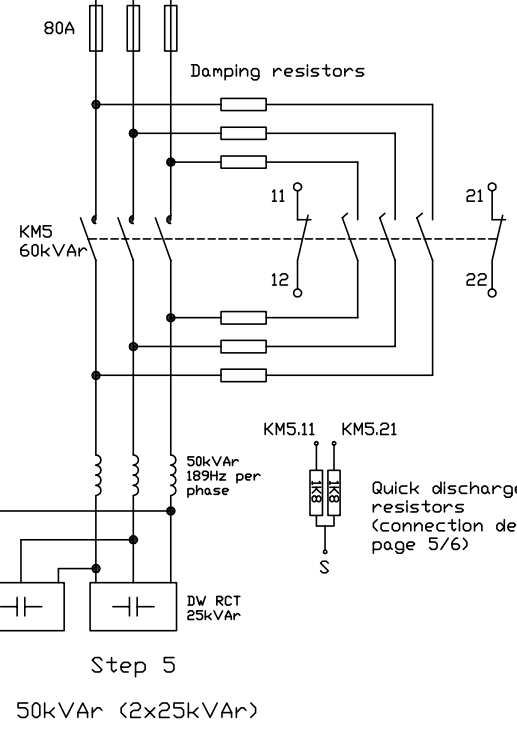 80A
Damping resistors
11
21
KM5
60kVAr
12
22
KM5.11
KM5.21
50kVAr
189Hz per
phase
1K8
1K8
Quick discharge
resistors
(connection de
page 5/6)
S
DW RCT
25kVAr
Step 5
50kVAr (2x25kVAr)